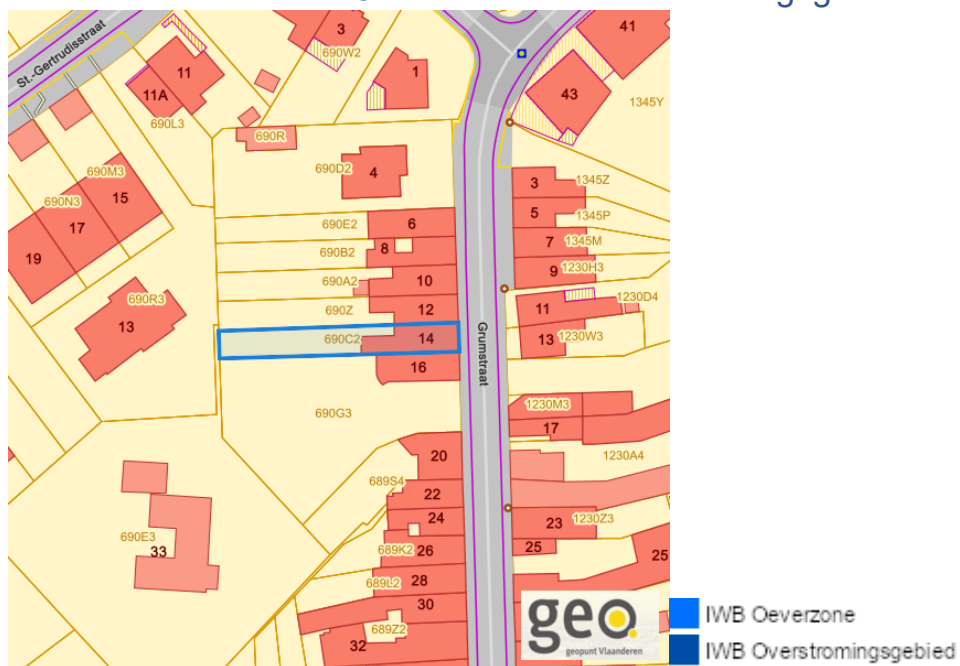 St.-Gertrudisstraat
3
690W2
41
11
1
11A
43
1345Y
690L3
690R
690M3
690D2
4
3
1345Z
15
690N3
5
1345P
17
690E2
6
7
1345M
19
690B2
8
9
1230H3
690A2
10
690R3
690Z
12
11
1230D4
13
690C2
14
13
1230W3
16
Grumstraat
690G3
1230M3
17
20
1230A4
689S4
22
24
23
1230Z3
690E3
33
689K2
26
25
25
689L2
28
30
689Z2
32
geo.
geopunt Vlaanderen
IWB Oeverzone
IWB Overstromingsgebied